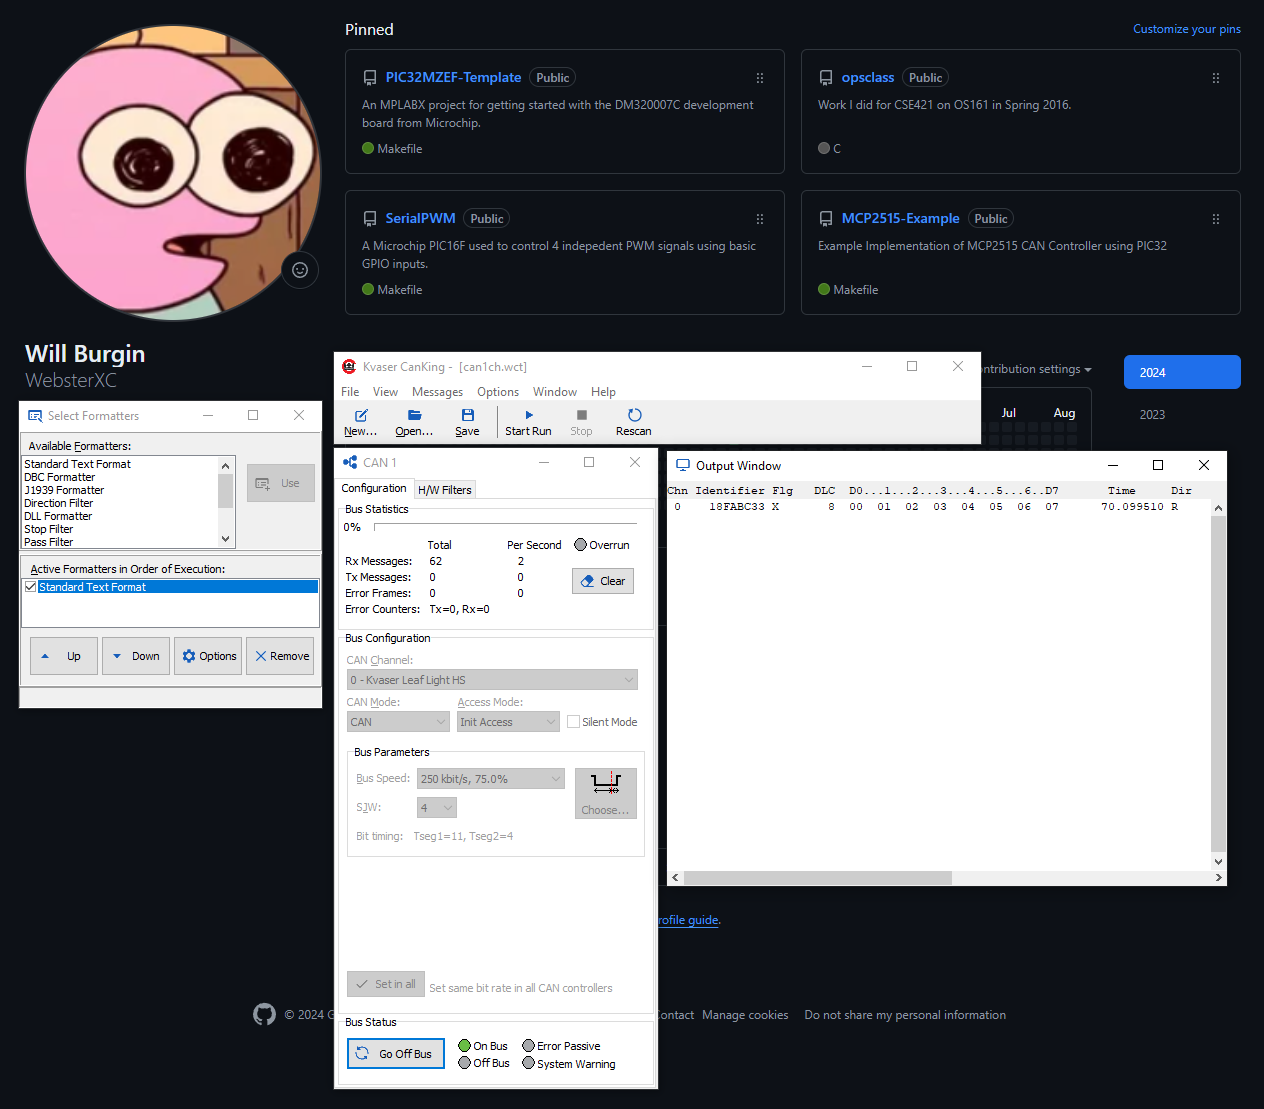 Pinned
Customize your pins
PIC32MZEF-Template Public
An MPLABX project for getting started with the DM320007C development
board from Microchip.
Makefile
opsclass Public
Work I did for CSE421 on OS161 in Spring 2016.
C
SerialPWM Public
A Microchip PIC16F used to control 4 indepedent PWM signals using basic
GPIO inputs.
Makefile
MCP2515-Example Public
Example Implementation of MCP2515 CAN Controller using PIC32
Makefile
Will Burgin
WebsterXC
Select Formatters
Available Formatters:
Standard Text Format
DBC Formatter
J1939 Formatter
Direction Filter
DLL Formatter
Stop Filter
Pass Filter
Use
Active Formatters in Order of Execution:
Standard Text Format
Up Down Options Remove
Kvaser CanKing - [can1ch.wct]
File View Messages Options Window Help
New... Open... Save Start Run Stop Rescan
ontribution settings
2024
2023
Jul Aug
CAN 1
Configuration H/W Filters
Bus Statistics
0%
Total Per Second Overrun
Rx Messages: 62 2
Tx Messages: 0 0
Error Frames: 0 0
Error Counters: Tx=0, Rx=0
Clear
Bus Configuration
CAN Channel:
0 - Kvaser Leaf Light HS
CAN Mode: Access Mode:
CAN Init Access Silent Mode
Bus Parameters
Bus Speed: 250 kbit/s, 75.0%
SJW: 4
Choose...
Bit timing: Tseg1=11, Tseg2=4
Set in all Set same bit rate in all CAN controllers
Bus Status
Go Off Bus
On Bus Error Passive
Off Bus System Warning
Output Window
Chn Identifier Flg DLC D0...1...2...3...4...5...6..D7 Time Dir
0 18FABC33 X 8 00 01 02 03 04 05 06 07 70.099510 R
rofile guide.
© 2024 G
ontact Manage cookies Do not share my personal information